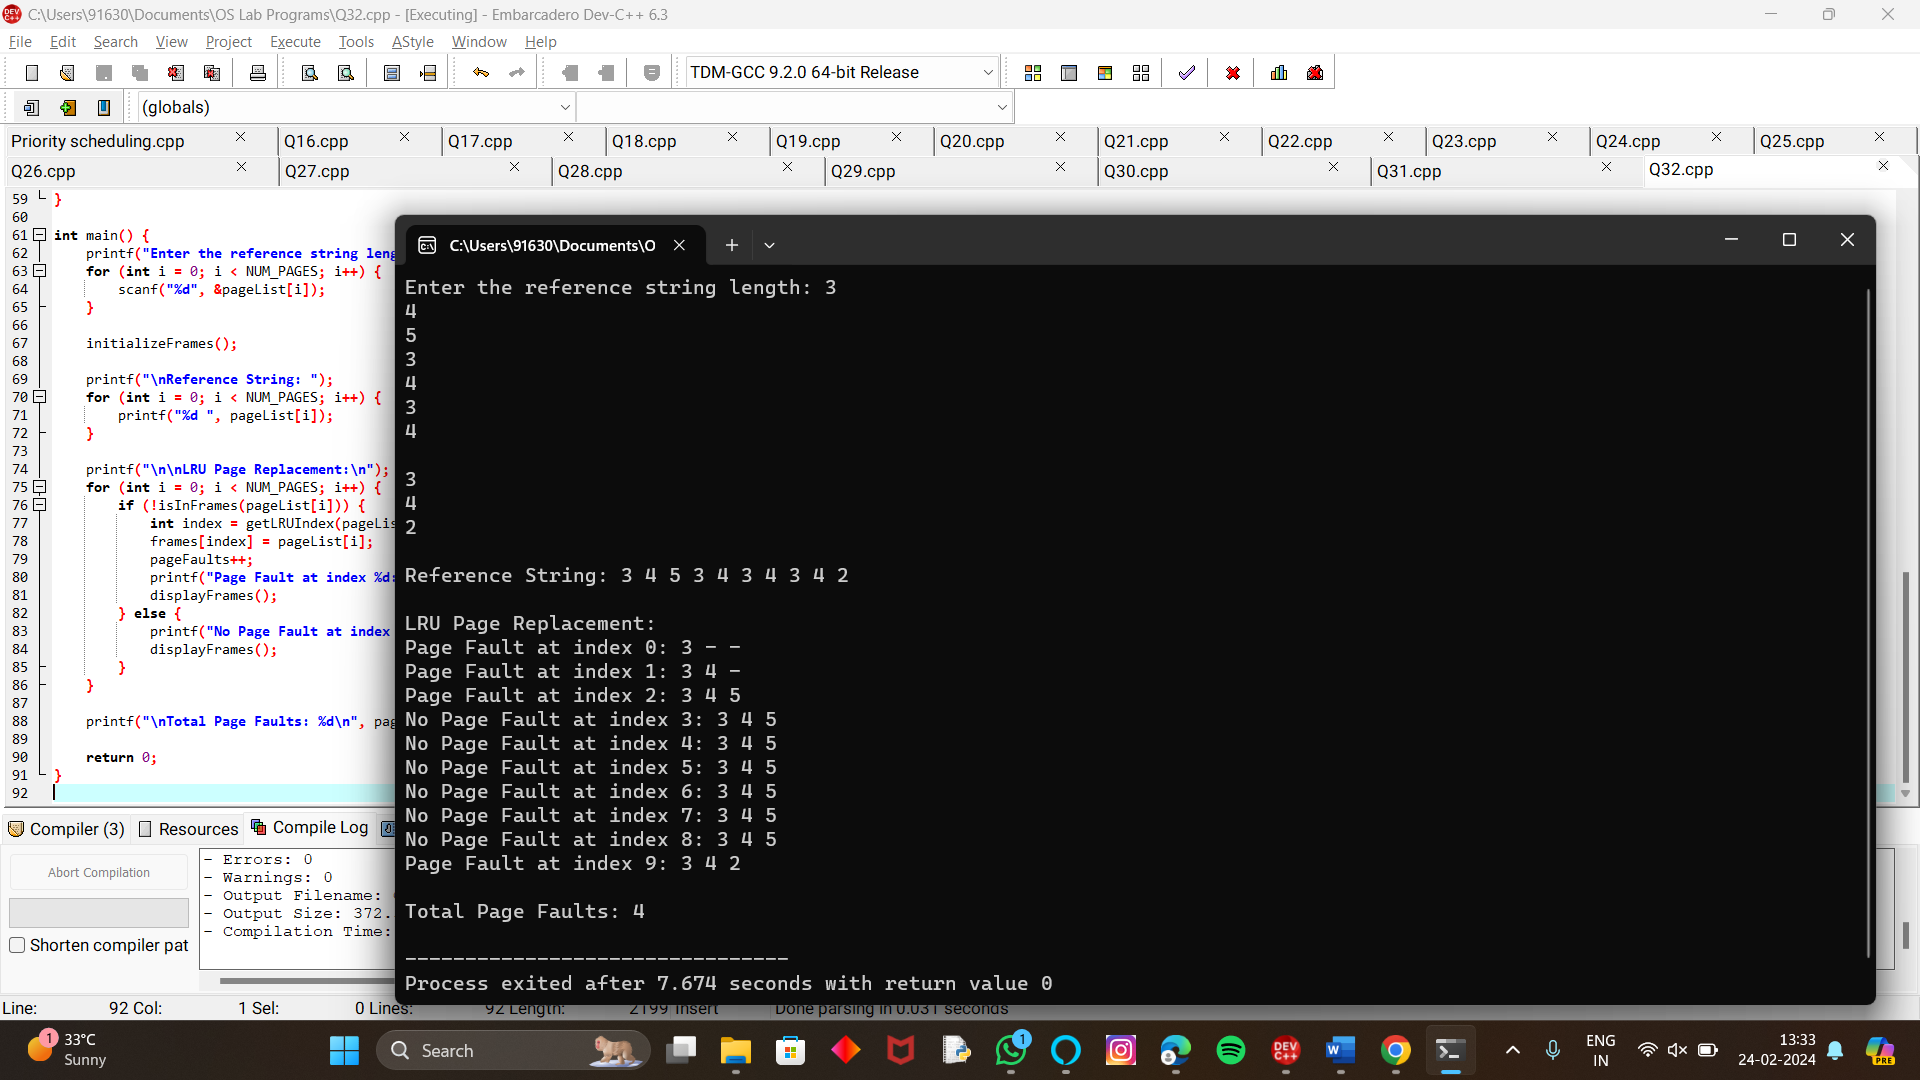 C:\Users\91630\Documents\OS Lab Programs\Q32.cpp - [Executing] - Embarcadero Dev-C++ 6.3
File Edit Search View Project Execute Tools AStyle Window Help
TDM-GCC 9.2.0 64-bit Release
(globals)
Priority scheduling.cpp Q16.cpp Q17.cpp Q18.cpp Q19.cpp Q20.cpp Q21.cpp Q22.cpp Q23.cpp Q24.cpp Q25.cpp
Q26.cpp Q27.cpp Q28.cpp Q29.cpp Q30.cpp Q31.cpp Q32.cpp
59 }
60
61 int main() {
62 printf("Enter the reference string leng
63 for (int i = 0; i < NUM_PAGES; i++) {
64 scanf("%d", &pageList[i]);
65 }
66
67 initializeFrames();
68
69 printf("\nReference String: ");
70 for (int i = 0; i < NUM_PAGES; i++) {
71 printf("%d ", pageList[i]);
72 }
73
74 printf("\n\nLRU Page Replacement:\n");
75 for (int i = 0; i < NUM_PAGES; i++) {
76 if (!isInFrames(pageList[i])) {
77 int index = getLRUIndex(pageLis
78 frames[index] = pageList[i];
79 pageFaults++;
80 printf("Page Fault at index %d:
81 displayFrames();
82 } else {
83 printf("No Page Fault at index
84 displayFrames();
85 }
86 }
87
88 printf("\nTotal Page Faults: %d\n", pag
89
90 return 0;
91 }
92
C:\Users\91630\Documents\O
Enter the reference string length: 3
4
5
3
4
3
4
3
4
2
Reference String: 3 4 5 3 4 3 4 3 4 2
LRU Page Replacement:
Page Fault at index 0: 3 - -
Page Fault at index 1: 3 4 -
Page Fault at index 2: 3 4 5
No Page Fault at index 3: 3 4 5
No Page Fault at index 4: 3 4 5
No Page Fault at index 5: 3 4 5
No Page Fault at index 6: 3 4 5
No Page Fault at index 7: 3 4 5
No Page Fault at index 8: 3 4 5
Page Fault at index 9: 3 4 2
Total Page Faults: 4
--------------------------------
Process exited after 7.674 seconds with return value 0
Compiler (3) Resources Compile Log
Abort Compilation
Shorten compiler pat
- Errors: 0
- Warnings: 0
- Output Filename:
- Output Size: 372.
- Compilation Time:
Line: 92 Col: 1 Sel: 0 Lines: 92 Length: 2199 Insert Done parsing in 0.031 seconds
1 33°C
Sunny
Search
1
DEV C++
PRE
ENG
IN
13:33
24-02-2024